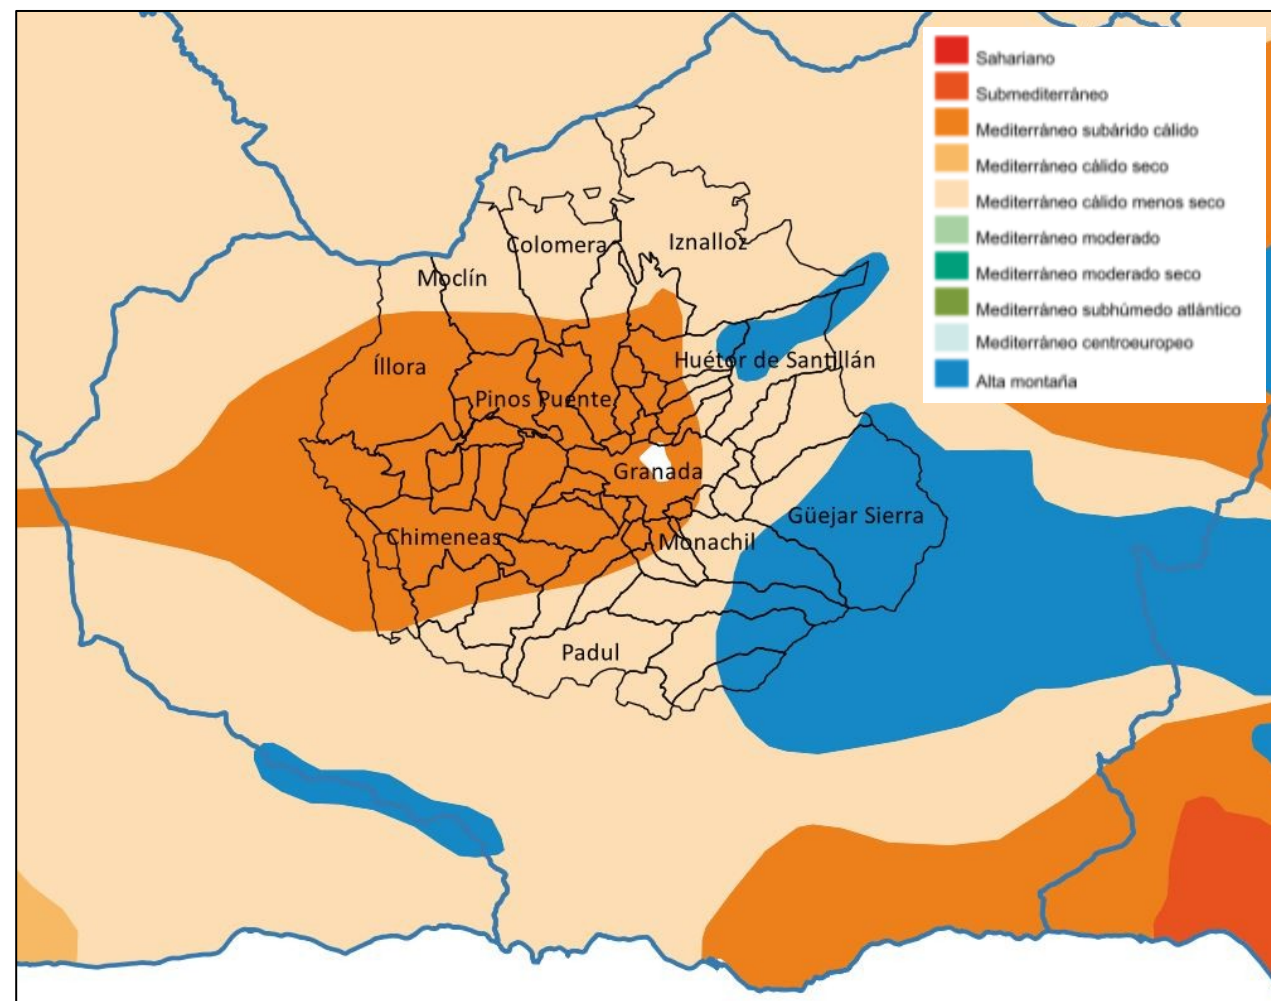 Sahariano
Submediterráneo
Mediterráneo subárido cálido
Mediterráneo cálido seco
Mediterráneo cálido menos seco
Mediterráneo moderado
Mediterráneo moderado seco
Mediterráneo subhúmedo atlántico
Mediterráneo centroeuropeo
Alta montaña
Colomera
Iznalloz
Moclín
Íllora
Huétor de Santillán
Pinos Puente
Granada
Güejar Sierra
Chimeneas
Monachil
Padul